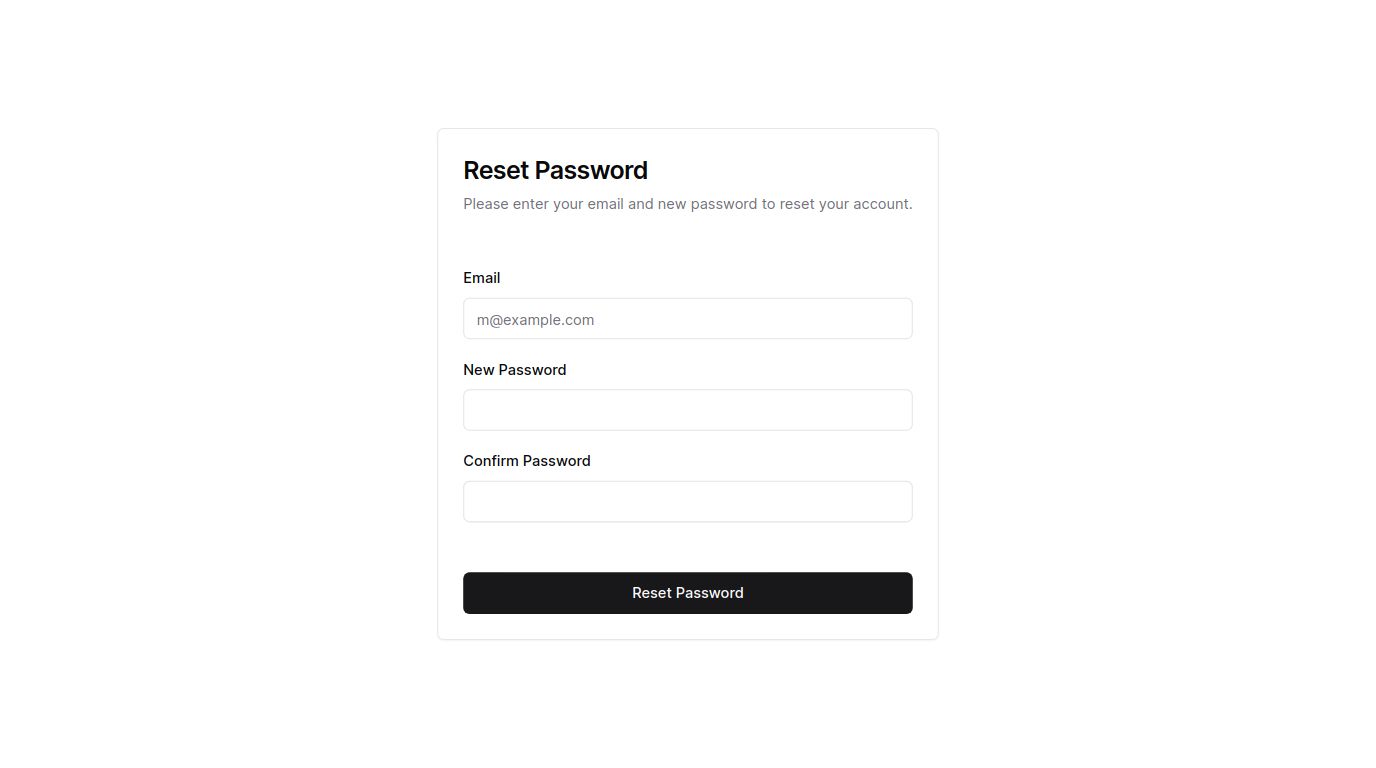 Reset Password
Please enter your email and new password to reset your account.
Email
m@example.com
New Password
Confirm Password
Reset Password